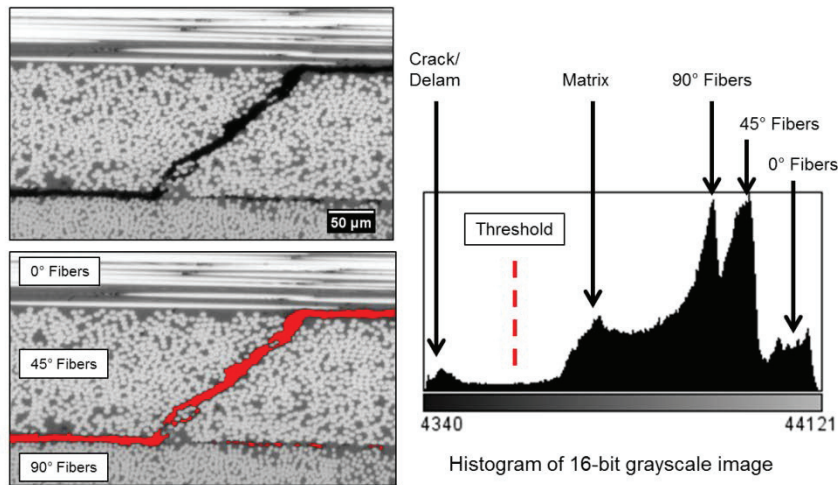 50 µm
0° Fibers
45° Fibers
90° Fibers
Crack/
Delam
Matrix
90° Fibers
45° Fibers
0° Fibers
Threshold
4340
44121
Histogram of 16-bit grayscale image